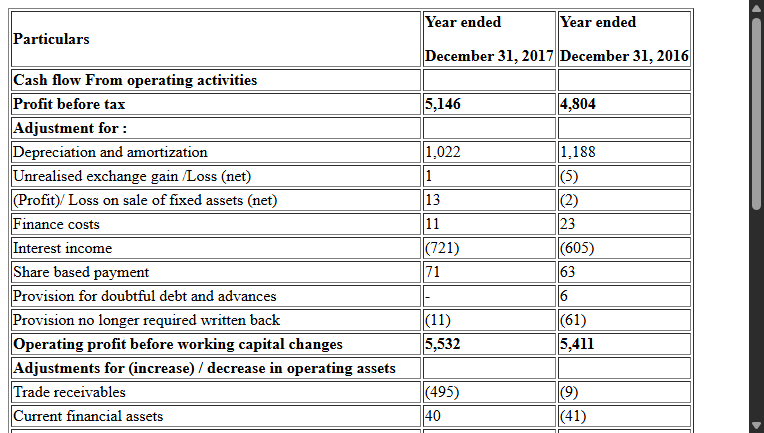 Particulars Year ended December 31, 2017 Year ended December 31, 2016
Cash flow From operating activities
Profit before tax 5,146 4,804
Adjustment for :
Depreciation and amortization 1,022 1,188
Unrealised exchange gain /Loss (net) 1 (5)
(Profit)/ Loss on sale of fixed assets (net) 13 (2)
Finance costs 11 23
Interest income (721) (605)
Share based payment 71 63
Provision for doubtful debt and advances - 6
Provision no longer required written back (11) (61)
Operating profit before working capital changes 5,532 5,411
Adjustments for (increase) / decrease in operating assets
Trade receivables (495) (9)
Current financial assets 40 (41)